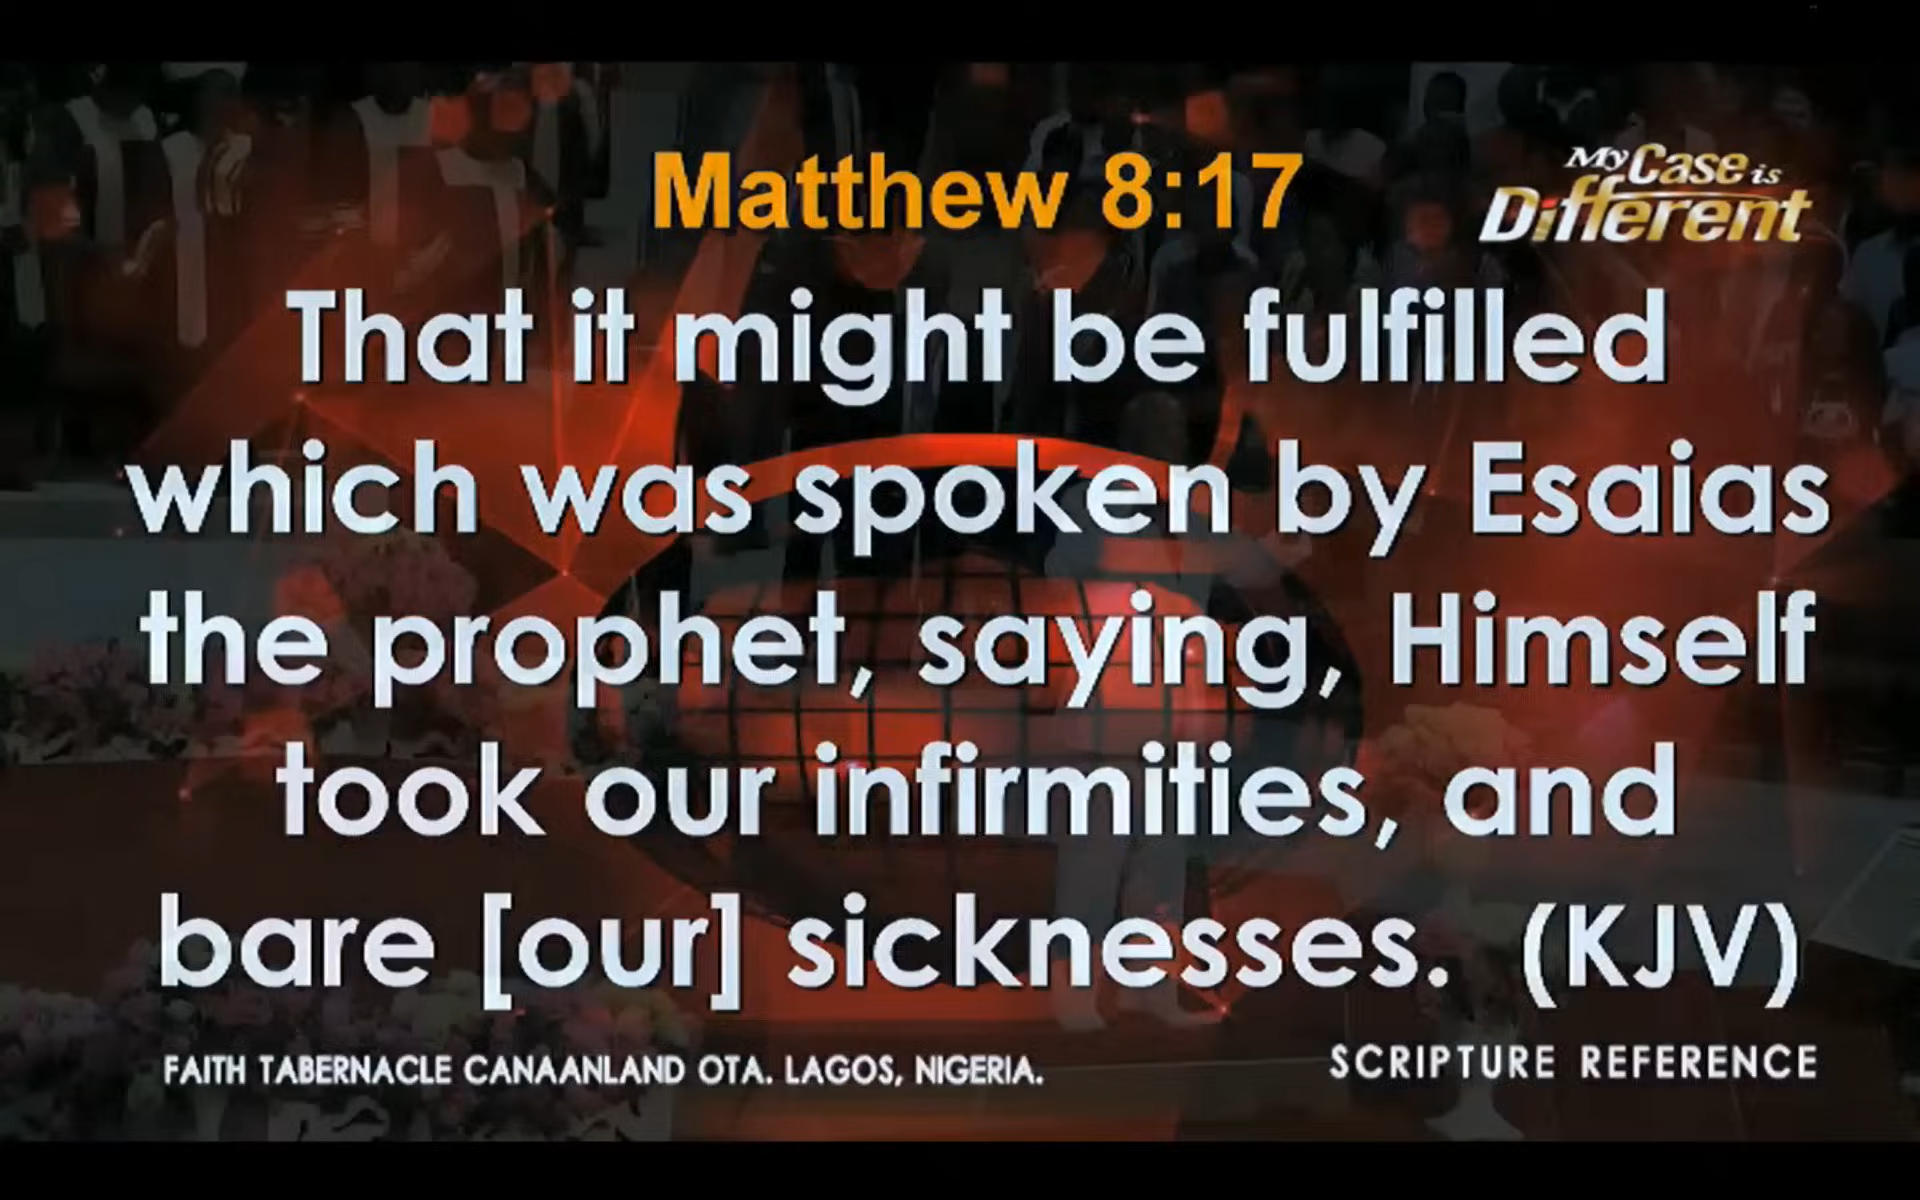 Matthew 8:17
My Case is
Different
That it might be fulfilled
which was spoken by Esaias
the prophet, saying, Himself
took our infirmities, and
bare [our] sicknesses. (KJV)
FAITH TABERNACLE CANAANLAND OTA. LAGOS, NIGERIA.
SCRIPTURE REFERENCE